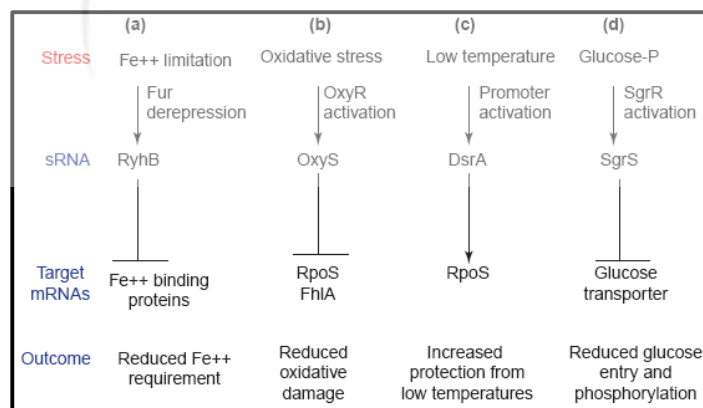 (a) (b) (c) (d)
Stress Fe++ limitation Oxidative stress Low temperature Glucose-P
Fur derepression OxyR activation Promoter activation SgrR activation
sRNA RyhB OxyS DsrA SgrS
Target mRNAs Fe++ binding proteins RpoS FhlA RpoS Glucose transporter
Outcome Reduced Fe++ requirement Reduced oxidative damage Increased protection from low temperatures Reduced glucose entry and phosphorylation